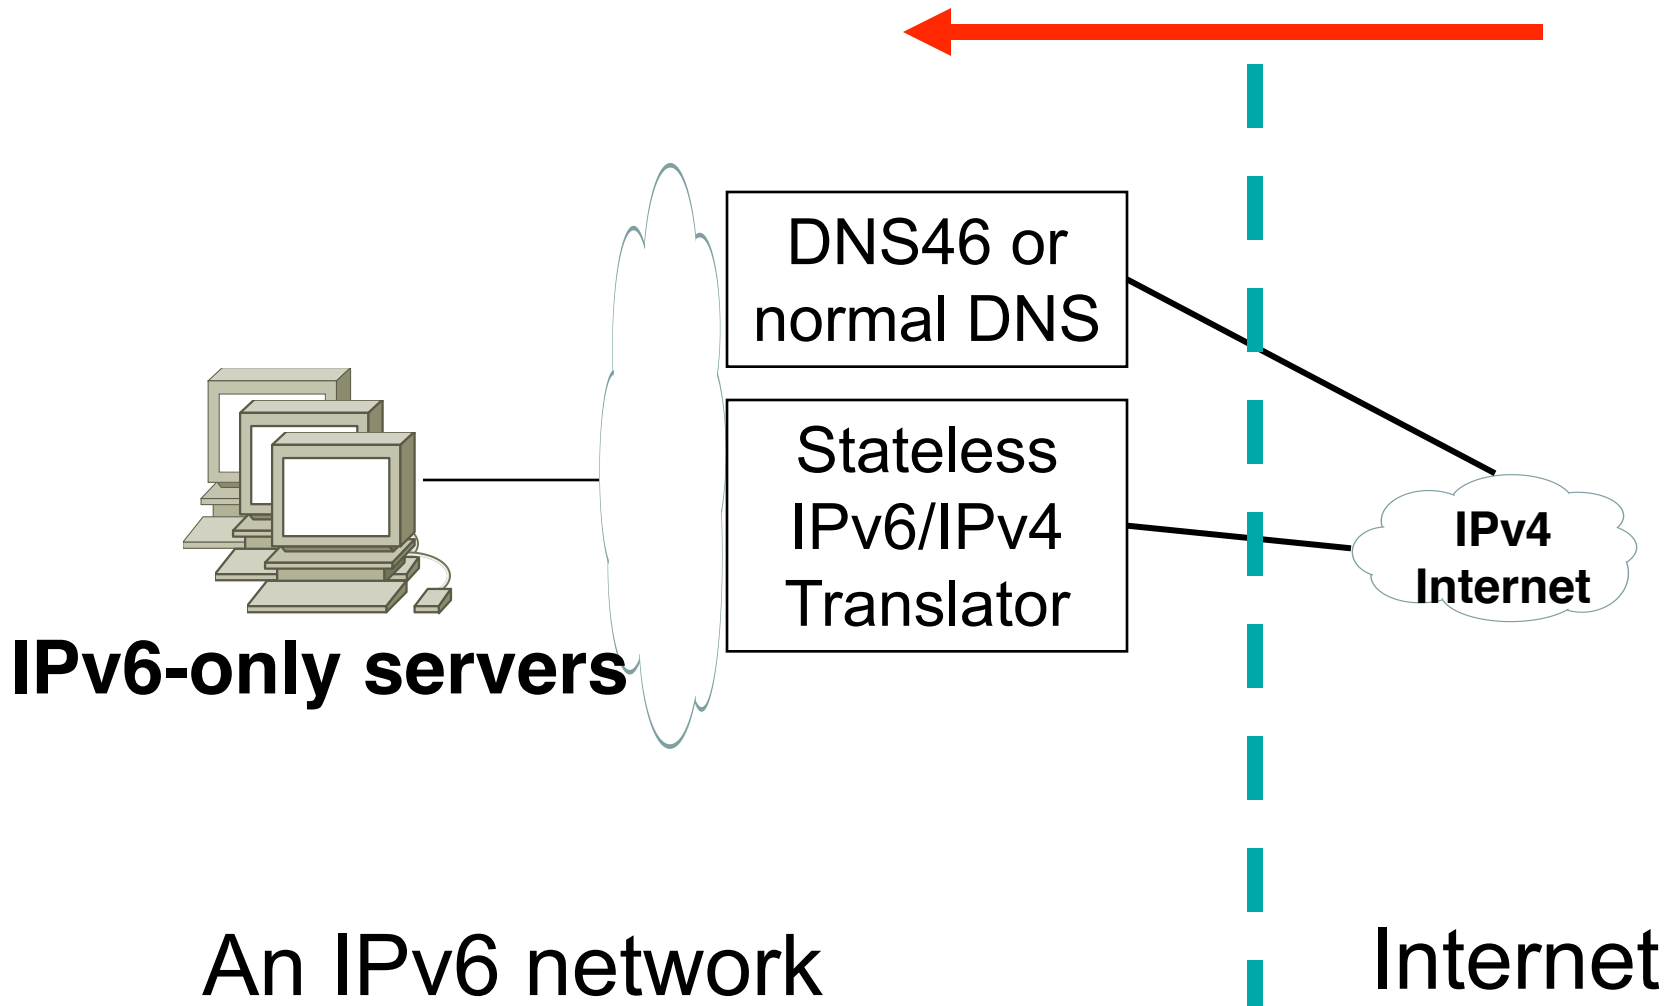 DNS46 or
normal DNS
Stateless
IPv6/IPv4
Translator
IPv4
Internet
IPv6-only servers
An IPv6 network
Internet